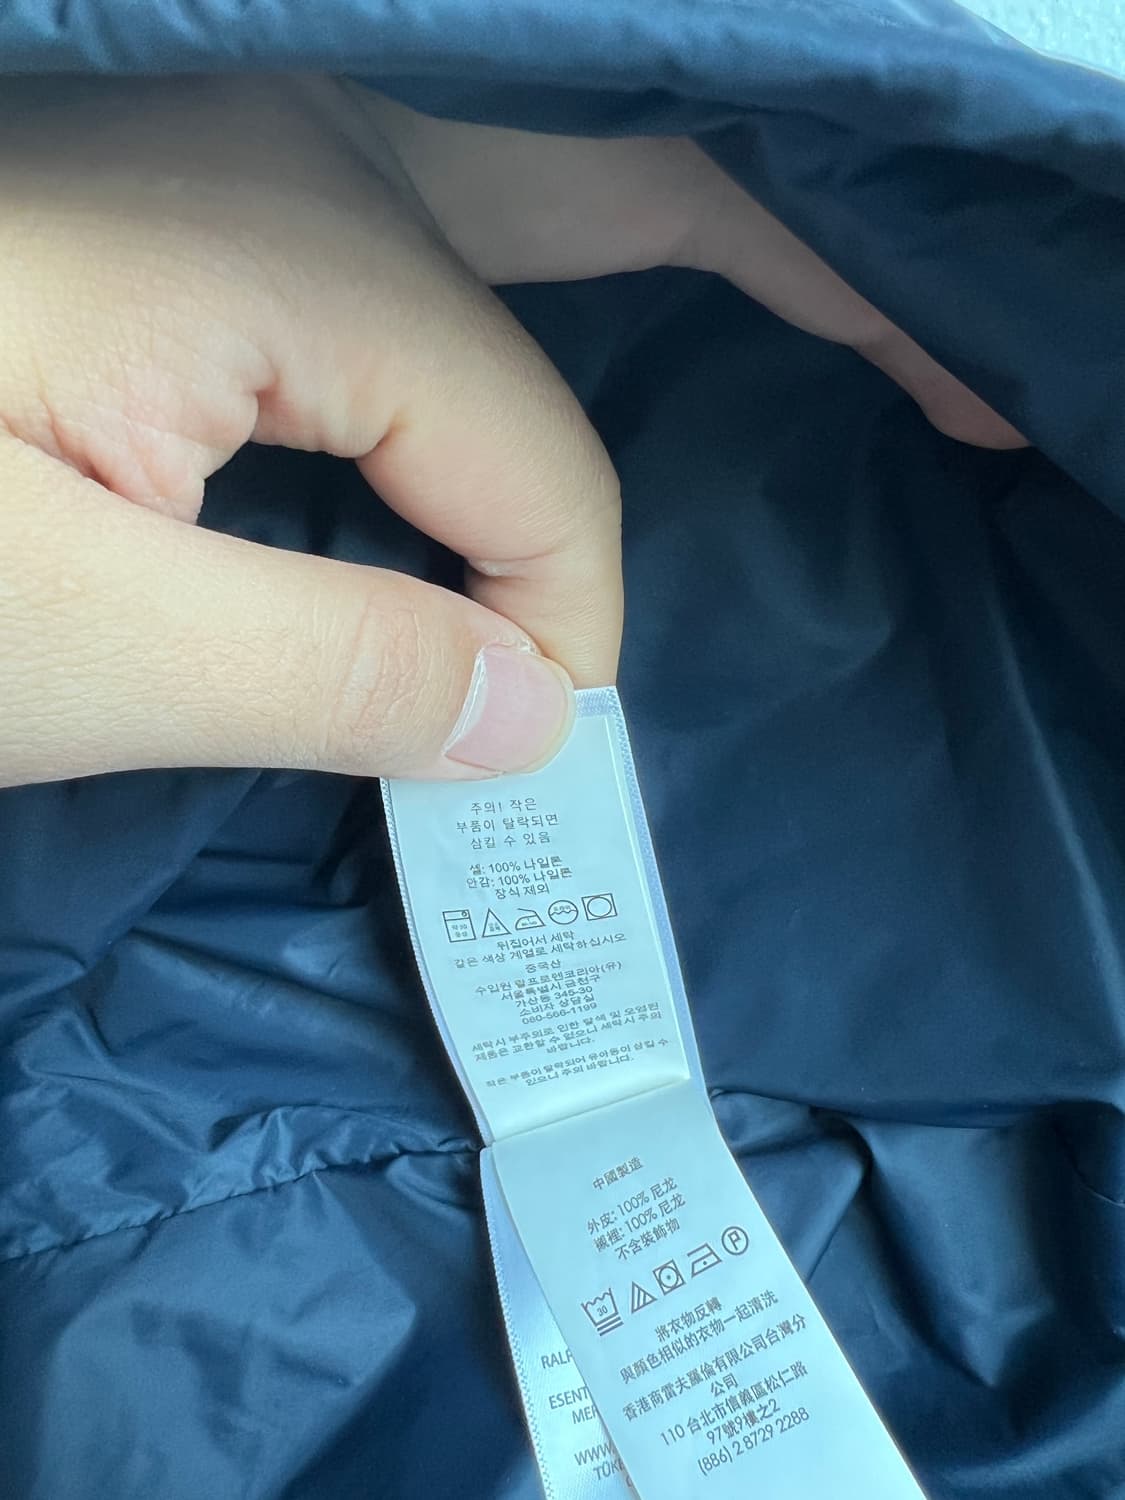 주의! 작은
부품이 탈락되면
삼킬 수 있음
셸: 100% 나일론
안감: 100% 나일론
장식 제외
뒤집어서 세탁
같은 색상 계열로 세탁하십시오
중국산
수입원 랄프로렌코리아(유)
서울특별시 금천구
가산동 345-30
소비자 상담실
080-566-1199
세탁시 부주의로 인한 탈색 및 오염된
제품은 교환할 수 없으니 세탁시 주의
바랍니다.
작은 부품이 탈락되어 유아동이 삼킬 수
있으니 주의 바랍니다.
中國製造
外皮: 100% 尼龙
襯裡: 100% 尼龙
不含裝飾物
30
P
將衣物反轉
與顏色相似的衣物一起清洗
香港商雷夫羅倫有限公司台灣分
公司
110 台北市信義區松仁路
97號9樓之2
(886) 2 8729 2288
RALP
ESENT
MER
WWW.
TÜKE